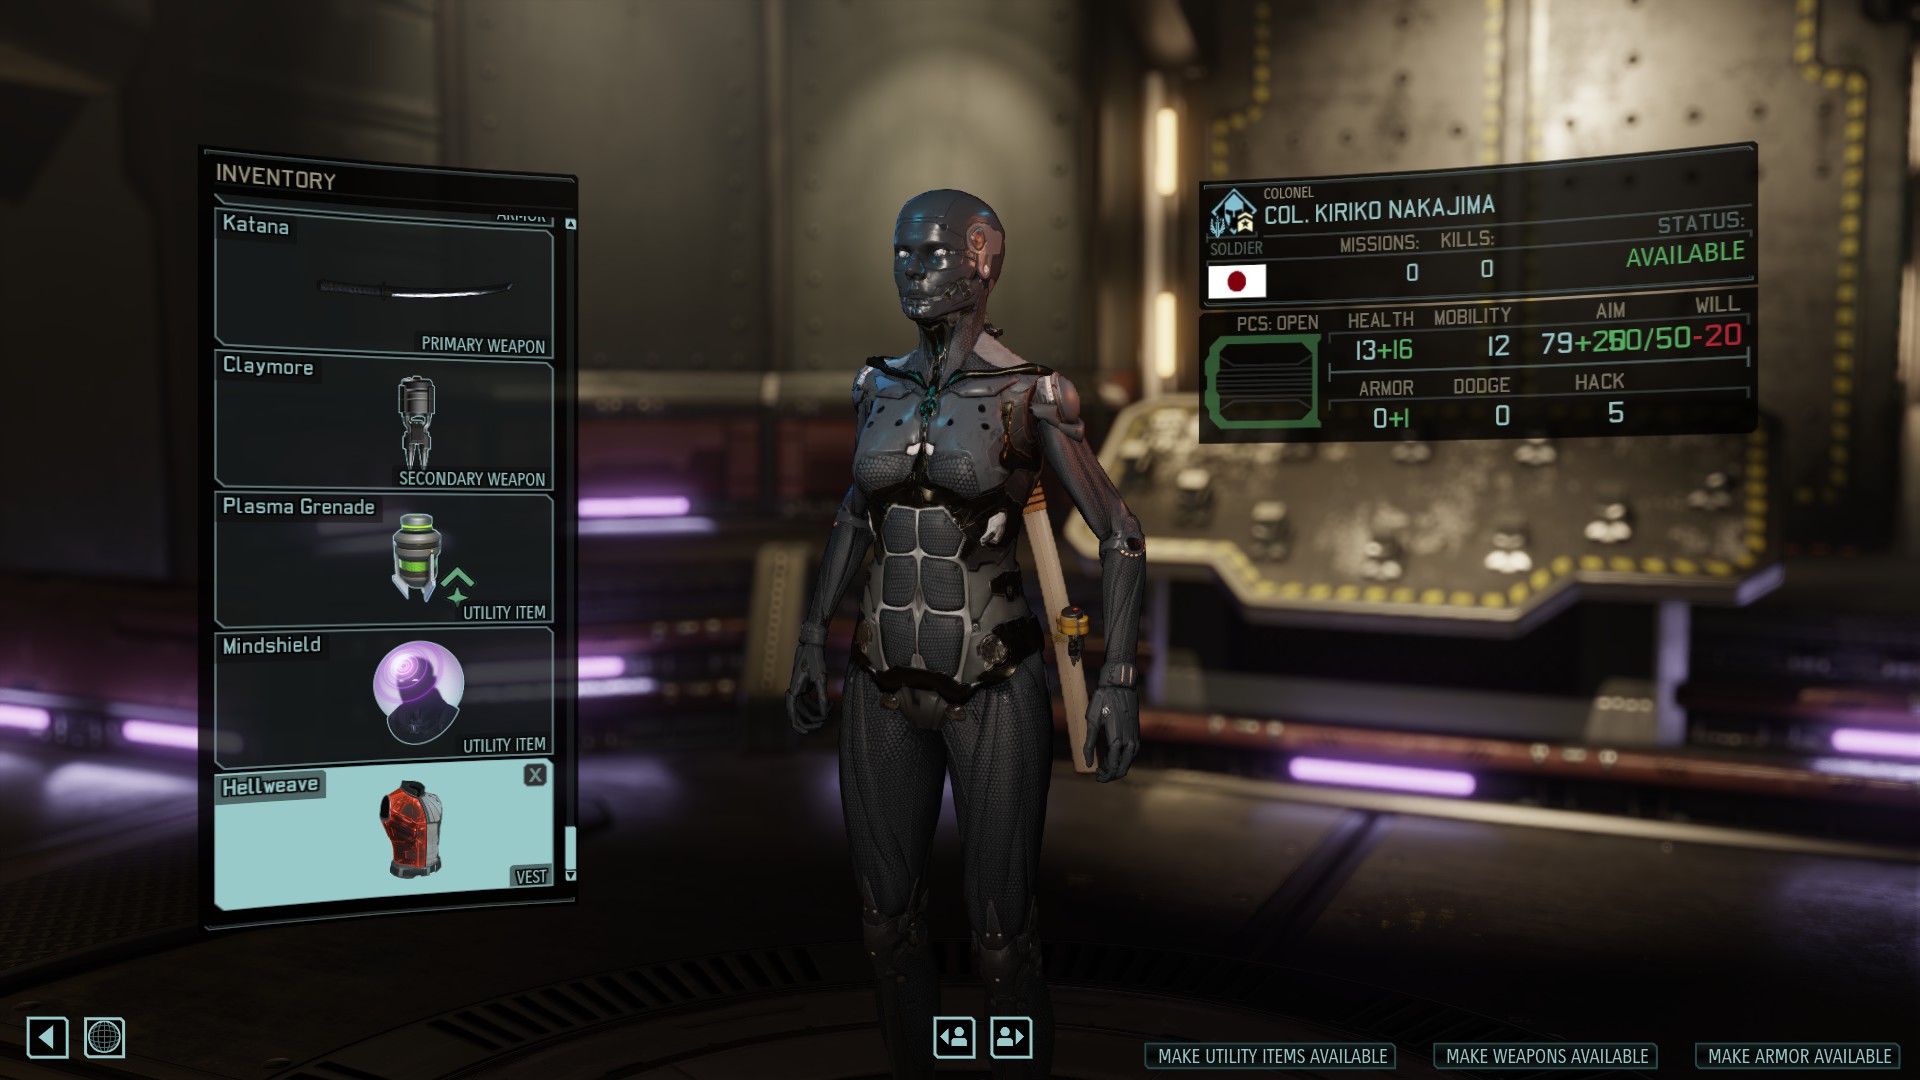 INVENTORY
ARMOR
Katana
PRIMARY WEAPON
Claymore
SECONDARY WEAPON
Plasma Grenade
UTILITY ITEM
Mindshield
UTILITY ITEM
Hellweave
X
VEST
COLONEL
COL. KIRIKO NAKAJIMA
SOLDIER
MISSIONS: KILLS: STATUS:
0 0 AVAILABLE
PCS: OPEN HEALTH MOBILITY AIM WILL
13+16 12 /50-20
ARMOR DODGE HACK
0+1 0 5
MAKE UTILITY ITEMS AVAILABLE
MAKE WEAPONS AVAILABLE
MAKE ARMOR AVAILABLE